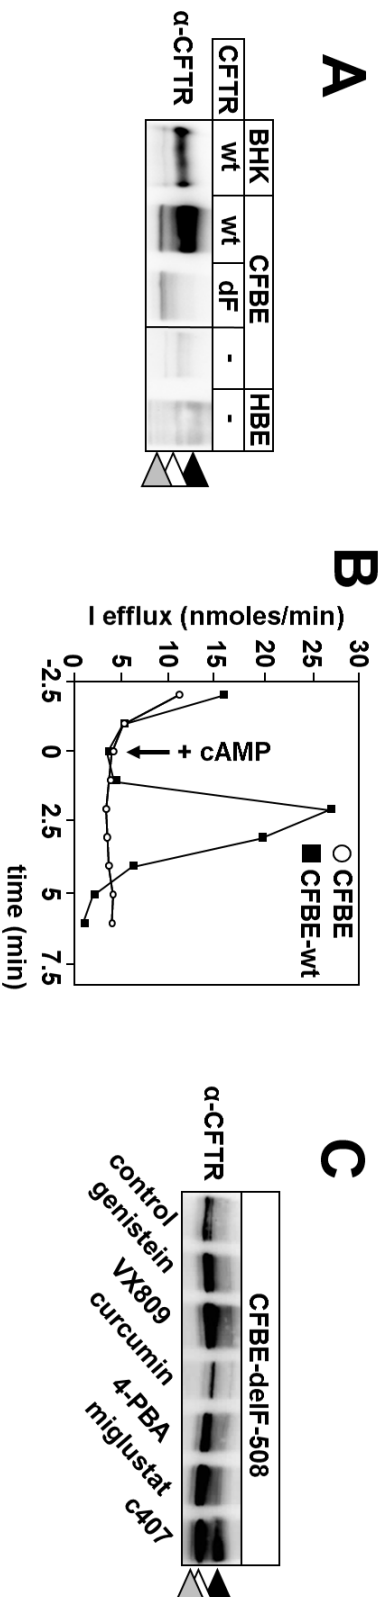 A
CFTR
BHK
CFBE
HBE
wt
wt
dF
-
-
α-CFTR
B
I efflux (nmoles/min)
30
25
20
15
10
5
0
-2.5
0
2.5
5
7.5
time (min)
+ cAMP
CFBE
CFBE-wt
C
CFBE-delF-508
α-CFTR
control
genistein
VX809
curcumin
4-PBA
miglustat
c407